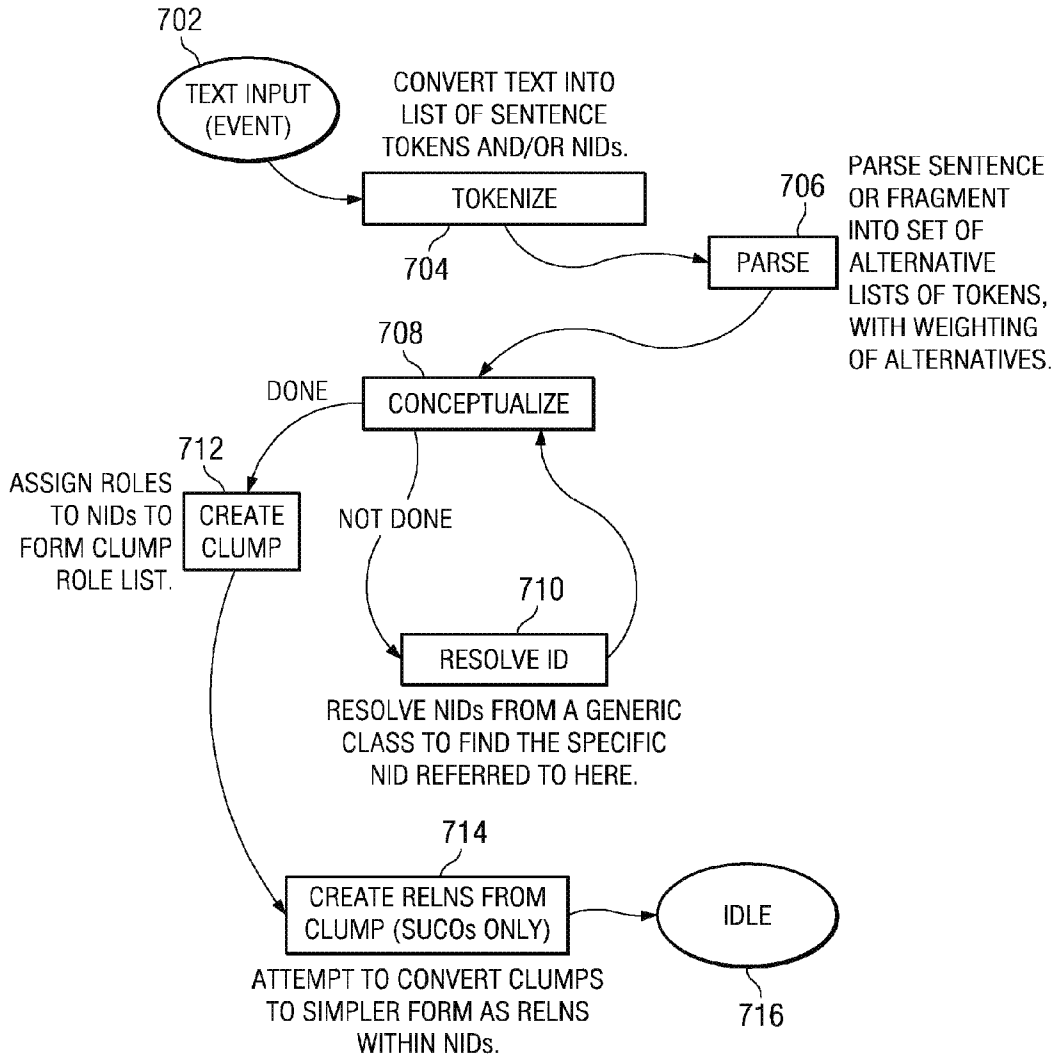 702
TEXT INPUT
(EVENT)
CONVERT TEXT INTO
LIST OF SENTENCE
TOKENS AND/OR NIDs.
TOKENIZE
704
706
PARSE
PARSE SENTENCE
OR FRAGMENT
INTO SET OF
ALTERNATIVE
LISTS OF TOKENS,
WITH WEIGHTING
OF ALTERNATIVES.
708
CONCEPTUALIZE
DONE
712
ASSIGN ROLES
TO NIDs TO
FORM CLUMP
ROLE LIST.
CREATE
CLUMP
NOT DONE
710
RESOLVE ID
RESOLVE NIDs FROM A GENERIC
CLASS TO FIND THE SPECIFIC
NID REFERRED TO HERE.
714
CREATE RELNS FROM
CLUMP (SUCOs ONLY)
ATTEMPT TO CONVERT CLUMPS
TO SIMPLER FORM AS RELNS
WITHIN NIDs.
IDLE
716